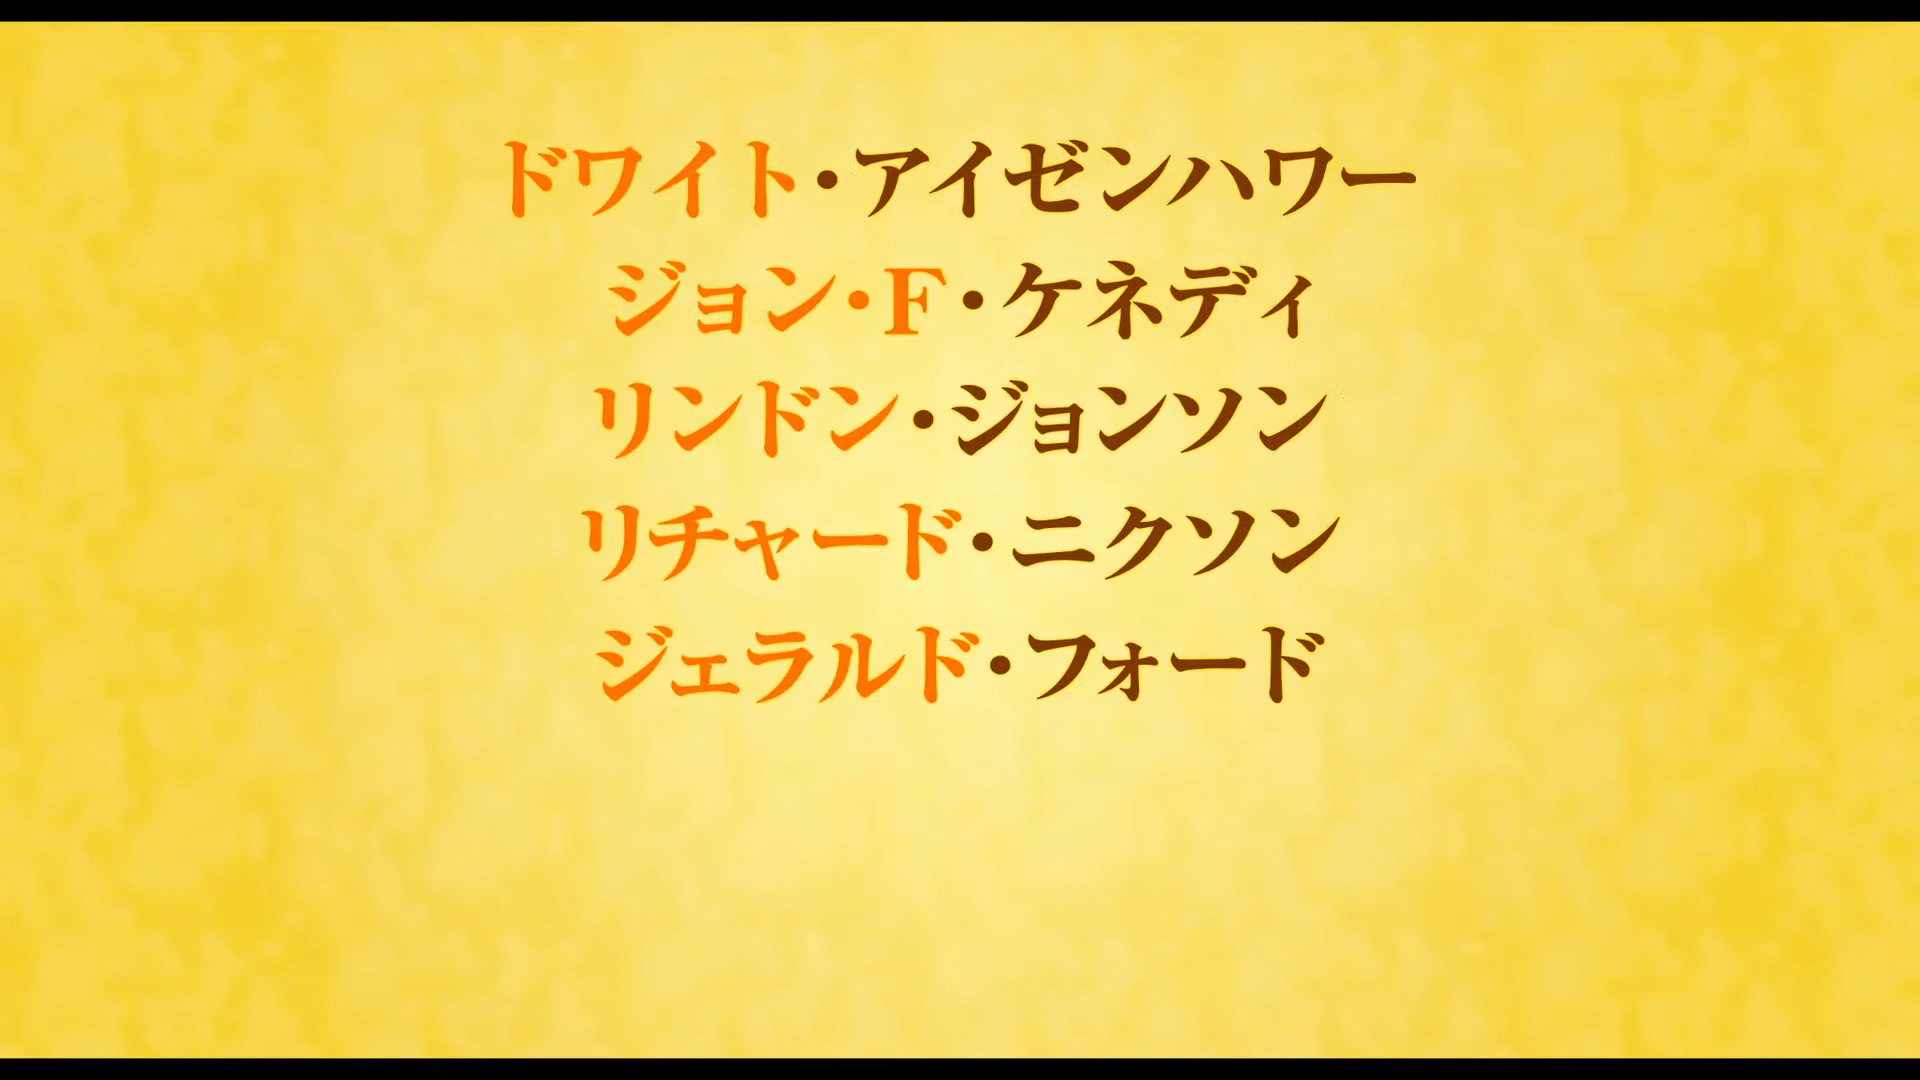 ドワイト・アイゼンハワー
ジョン・F・ケネディ
リンドン・ジョンソン
リチャード・ニクソン
ジェラルド・フォード